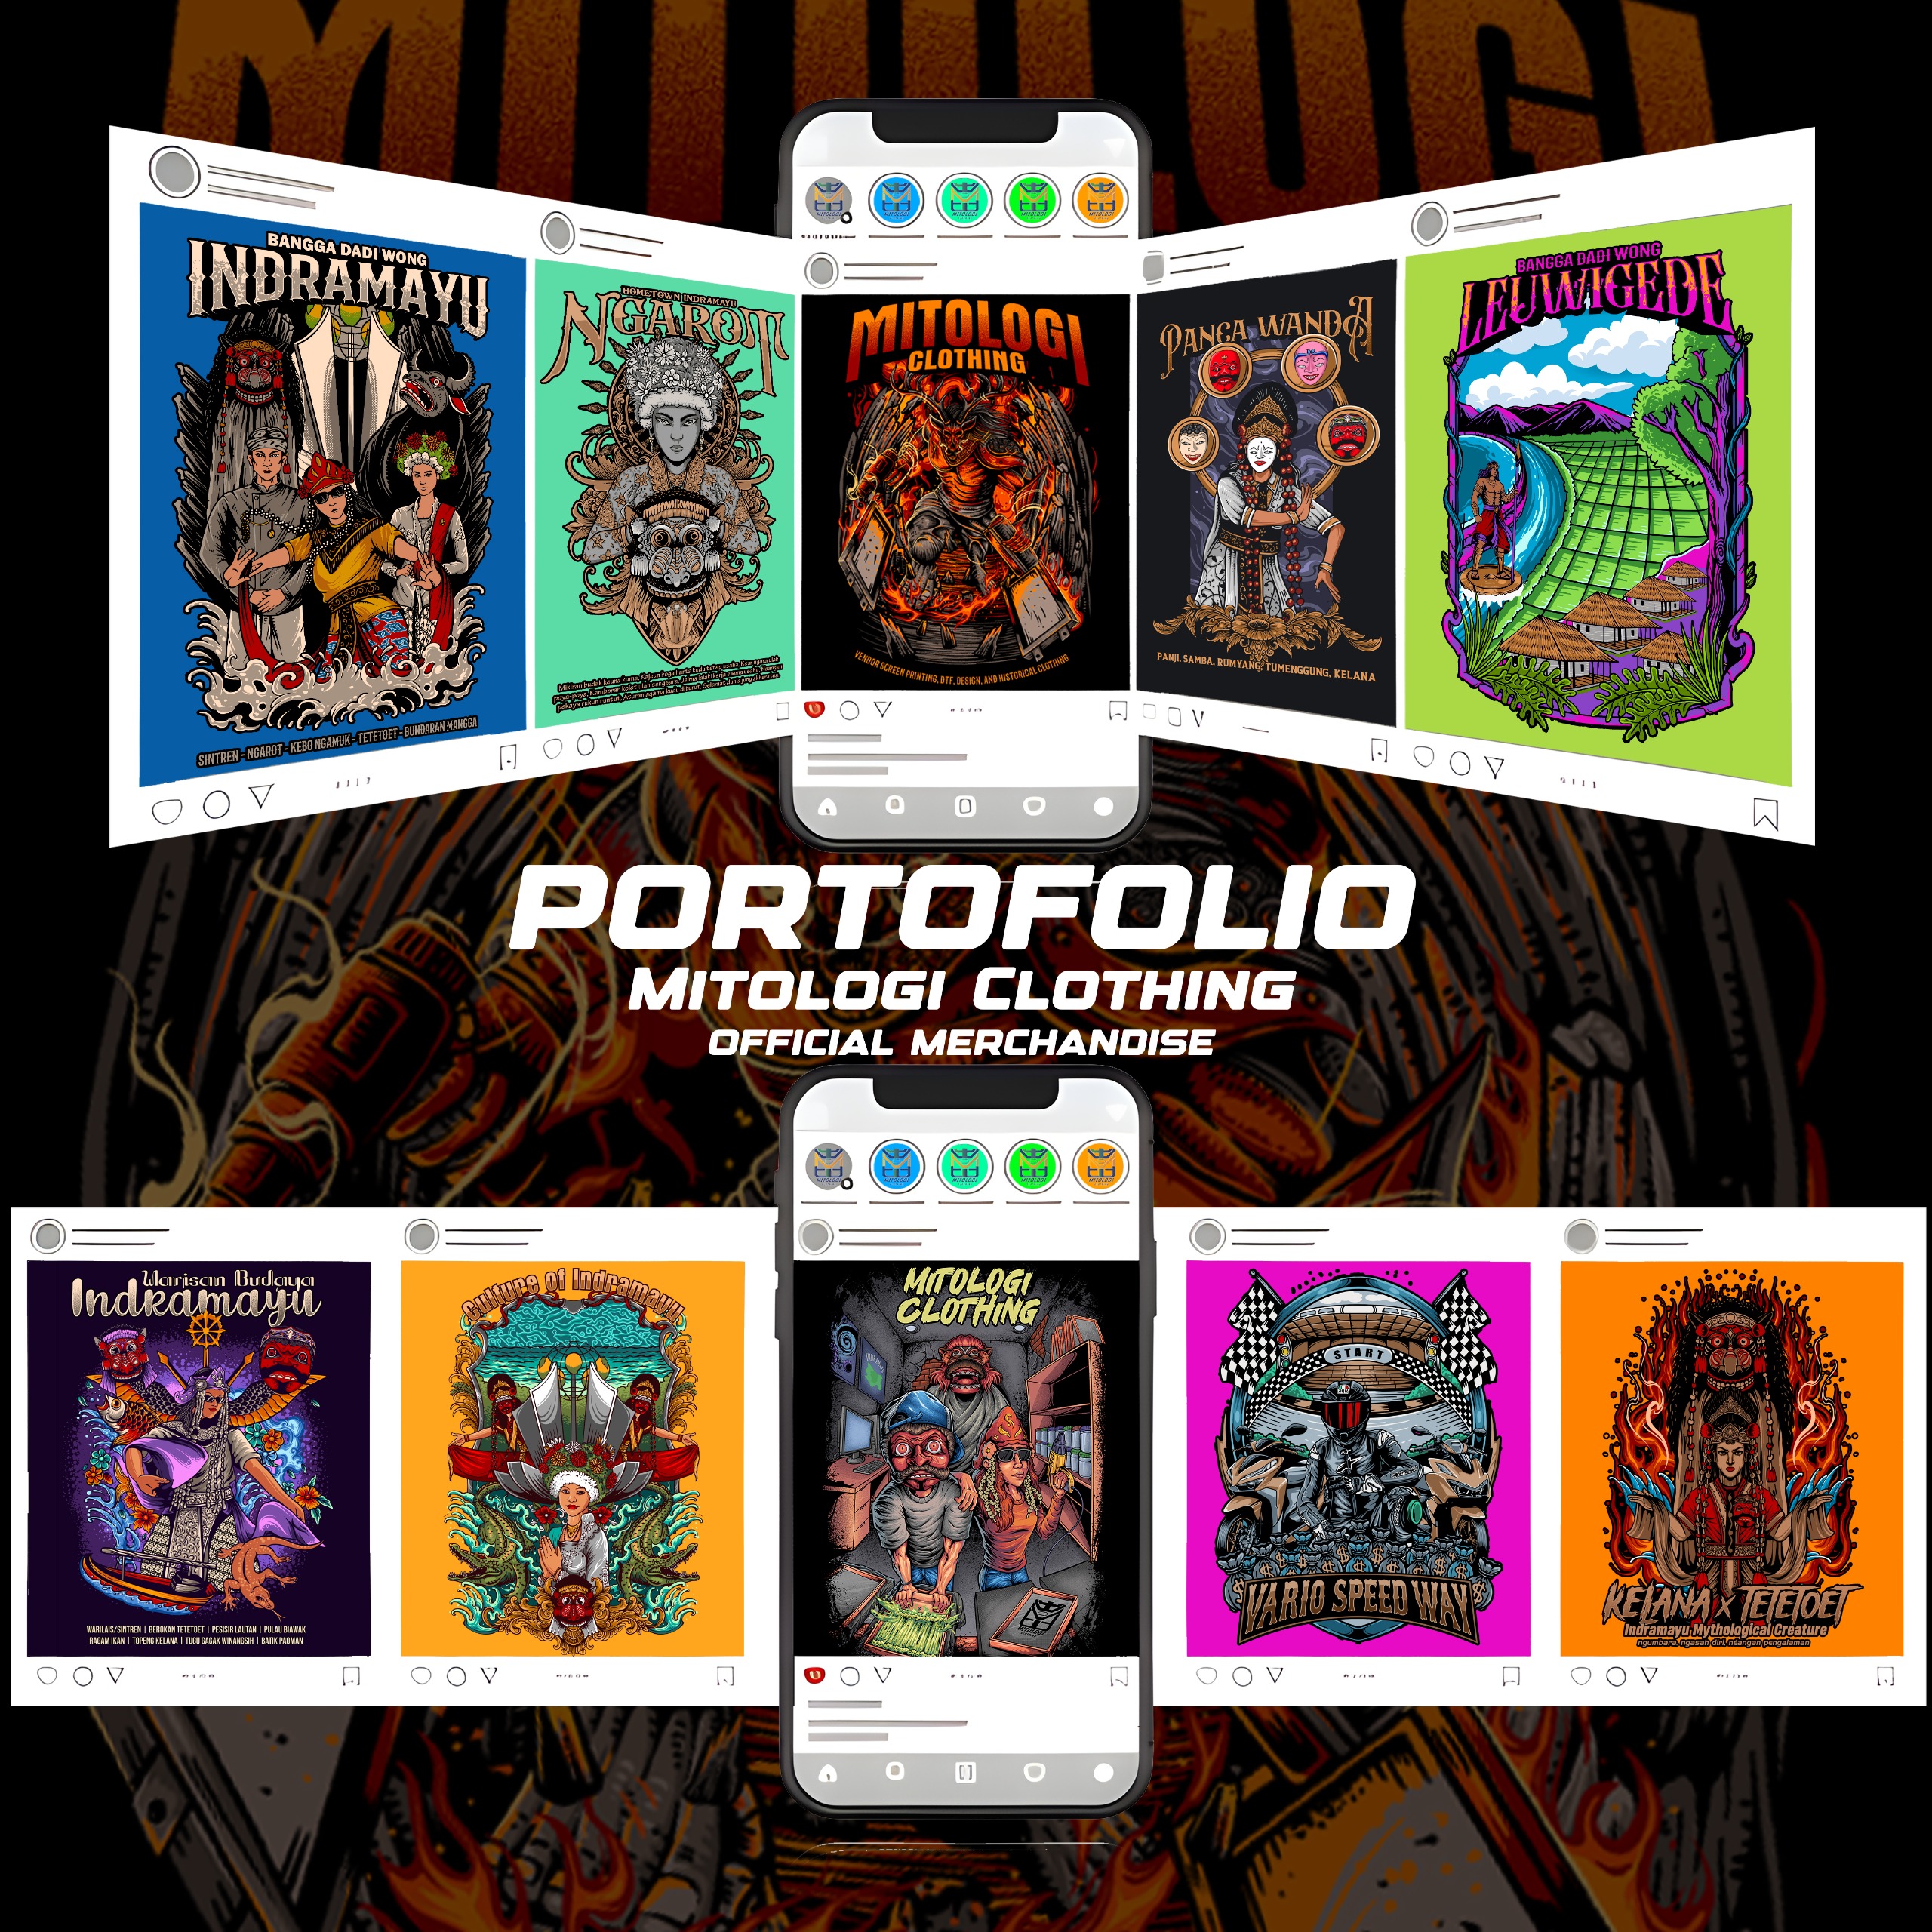 MITOLOGI
BANGGA DADI WONG
INDRAMAYU
SINTREN - NGAROT - KEBO NGAMUK - TETETOET - BUNDARAN MANGGA
HOMETOWN INDRAMAYU
NGAROT
MITOLOGI
CLOTHING
VENDOR SCREEN PRINTING, DTF, DESIGN, AND HISTORICAL CLOTHING
PANCA WANDA
PANJI, SAMBA, RUMYANG, TUMENGGUNG, KELANA
BANGGA DADI WONG
LEUWIGEDE
PORTOFOLIO
MITOLOGI CLOTHING
OFFICIAL MERCHANDISE
Warisan Budaya
Indramayu
WARILAIS/SINTREN | BEROKAN TETETOET | PESISIR LAUTAN | PULAU BIAWAK
RAGAM IKAN | TOPENG KELANA | TUGU GAGAK WINANGSIH | BATIK PAOMAN
Culture of Indramayu
MITOLOGI
CLOTHING
START
VARIO SPEED WAY
KELANA X TETETOET
Indramayu Mythological Creature
ngumbara, ngasah diri, néangan pengalaman